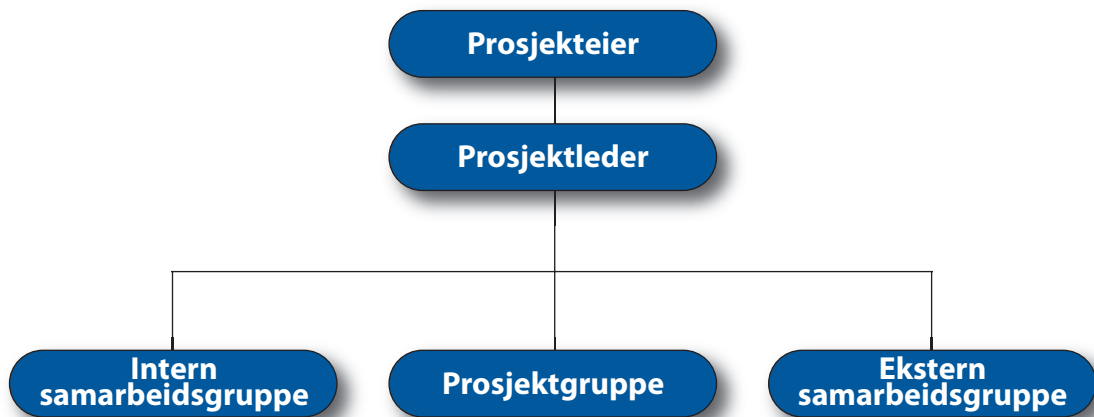 Prosjekteier
Prosjektleder
Intern
samarbeidsgruppe
Prosjektgruppe
Ekstern
samarbeidsgruppe